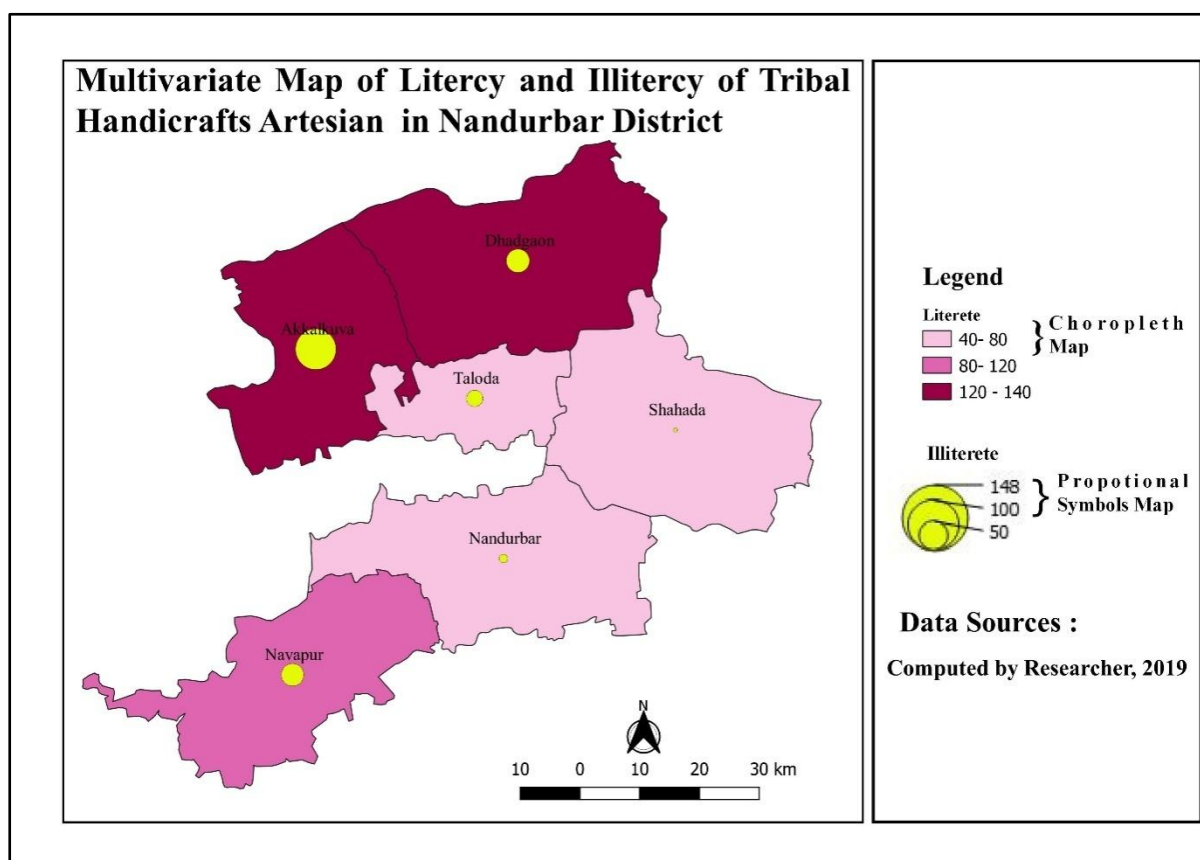 Multivariate Map of Litercy and Illitercy of Tribal
Handicrafts Artesian in Nandurbar District
Dhadgaon
Akkalkuva
Taloda
Shahada
Nandurbar
Navapur
N
10 0 10 20 30 km
Legend
Literete
40- 80
80- 120
120 - 140
} Choropleth
Map
Illiterete
148
100
50
} Propotional
Symbols Map
Data Sources :
Computed by Researcher, 2019